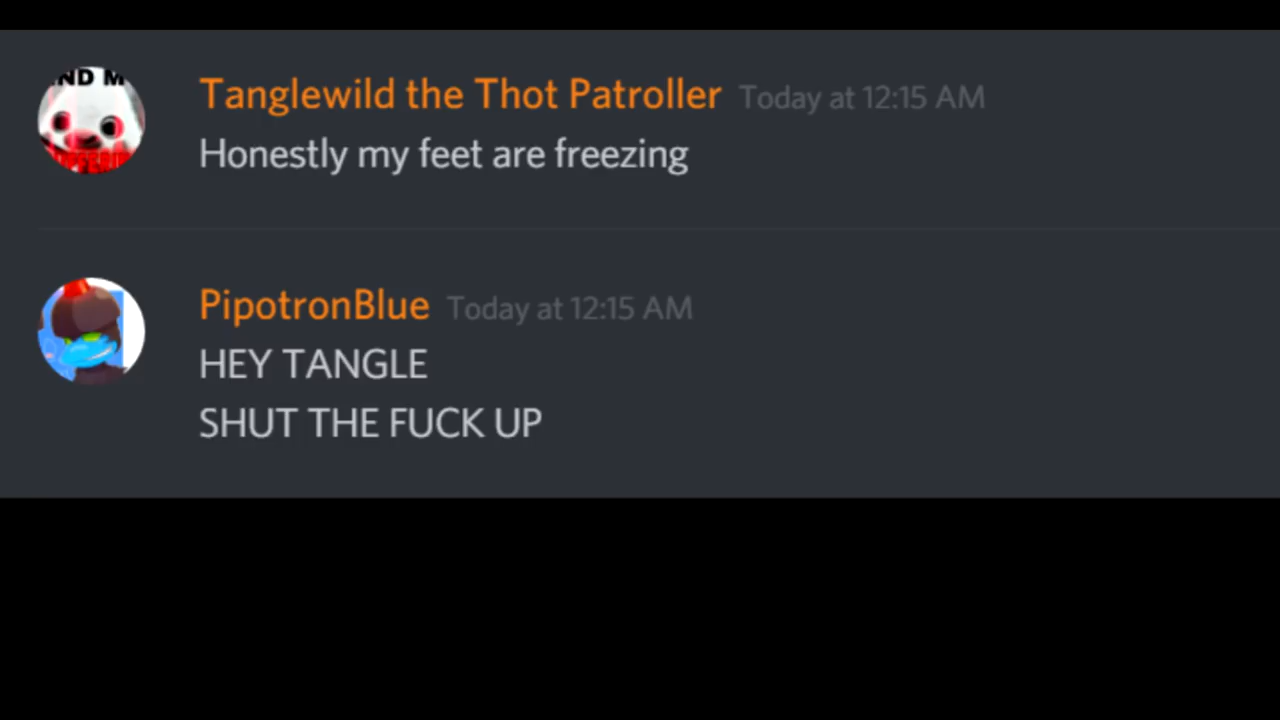 ND M
Tanglewild the Thot Patroller Today at 12:15 AM
Honestly my feet are freezing
PipotronBlue Today at 12:15 AM
HEY TANGLE
SHUT THE FUCK UP